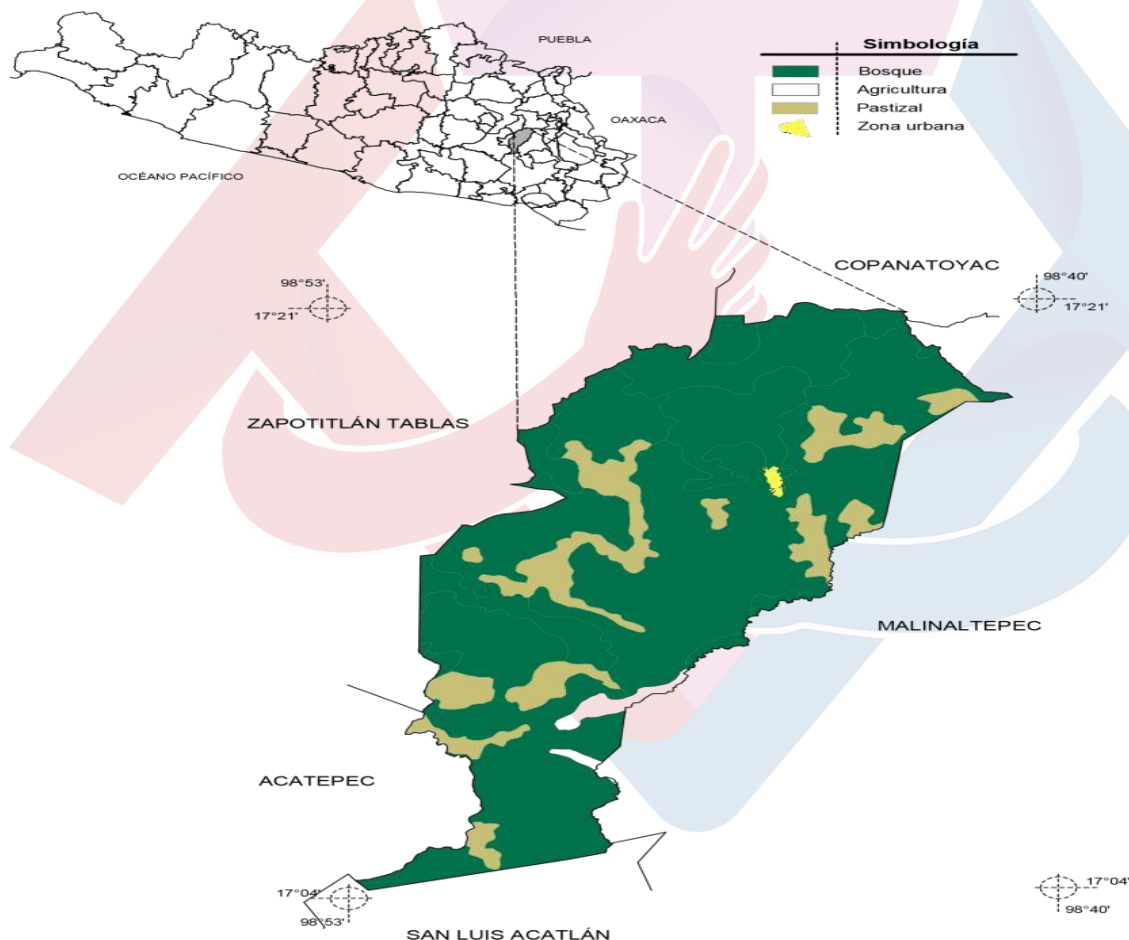 PUEBLA
Simbología
Bosque
Agricultura
Pastizal
Zona urbana
OAXACA
OCÉANO PACÍFICO
COPANATOYAC
98°53'
17°21'
98°40'
17°21'
ZAPOTITLÁN TABLAS
MALINALTEPEC
ACATEPEC
17°04'
98°53'
17°04'
98°40'
SAN LUIS ACATLÁN